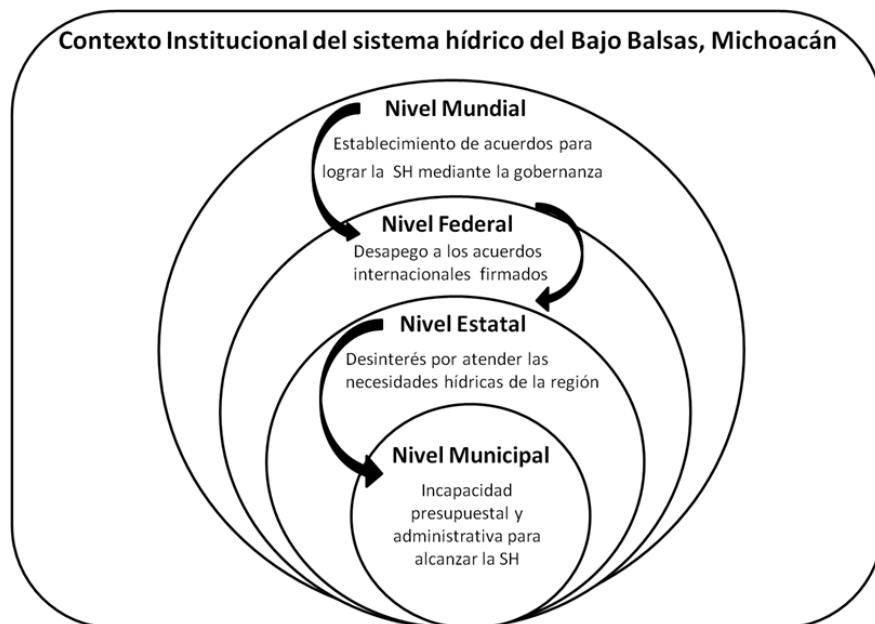 Contexto Institucional del sistema hídrico del Bajo Balsas, Michoacán
Nivel Mundial
Establecimiento de acuerdos para
lograr la SH mediante la gobernanza
Nivel Federal
Desapego a los acuerdos
internacionales firmados
Nivel Estatal
Desinterés por atender las
necesidades hídricas de la región
Nivel Municipal
Incapacidad
presupuestal y
administrativa para
alcanzar la SH